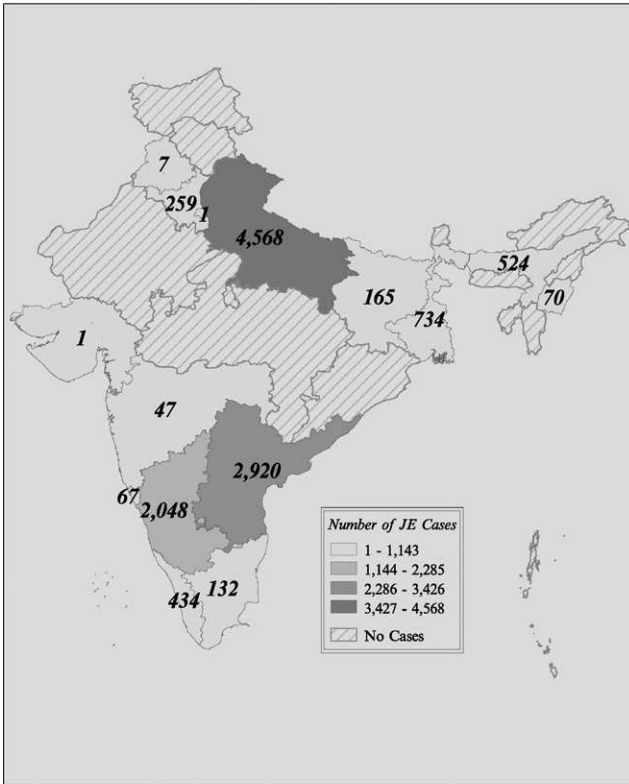 7
259
1
4,568
524
165
70
734
1
47
2,920
67
2,048
132
434
Number of JE Cases
1 - 1,143
1,144 - 2,285
2,286 - 3,426
3,427 - 4,568
No Cases